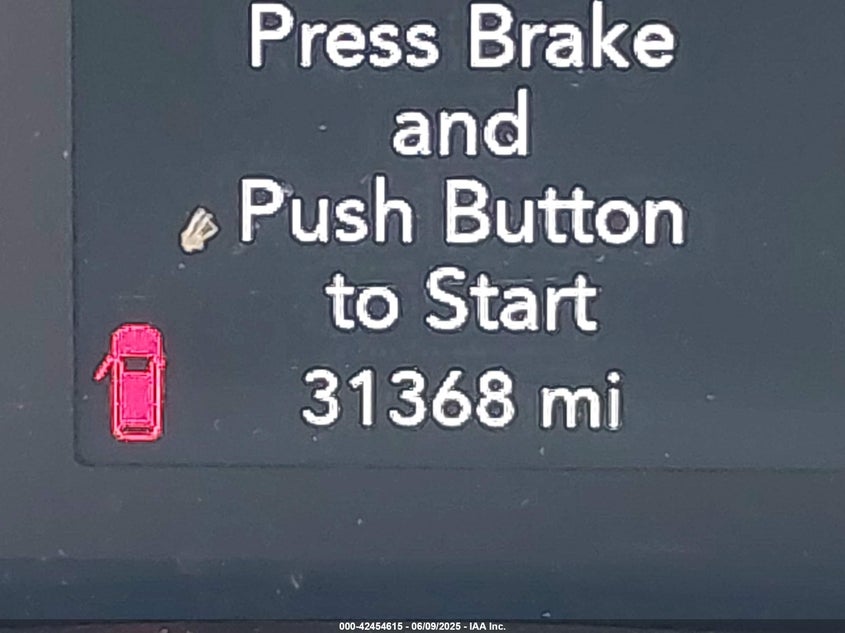 Press Brake
and
Push Button
to Start
31368 mi
000-42454615 - 06/09/2025 - IAA Inc.